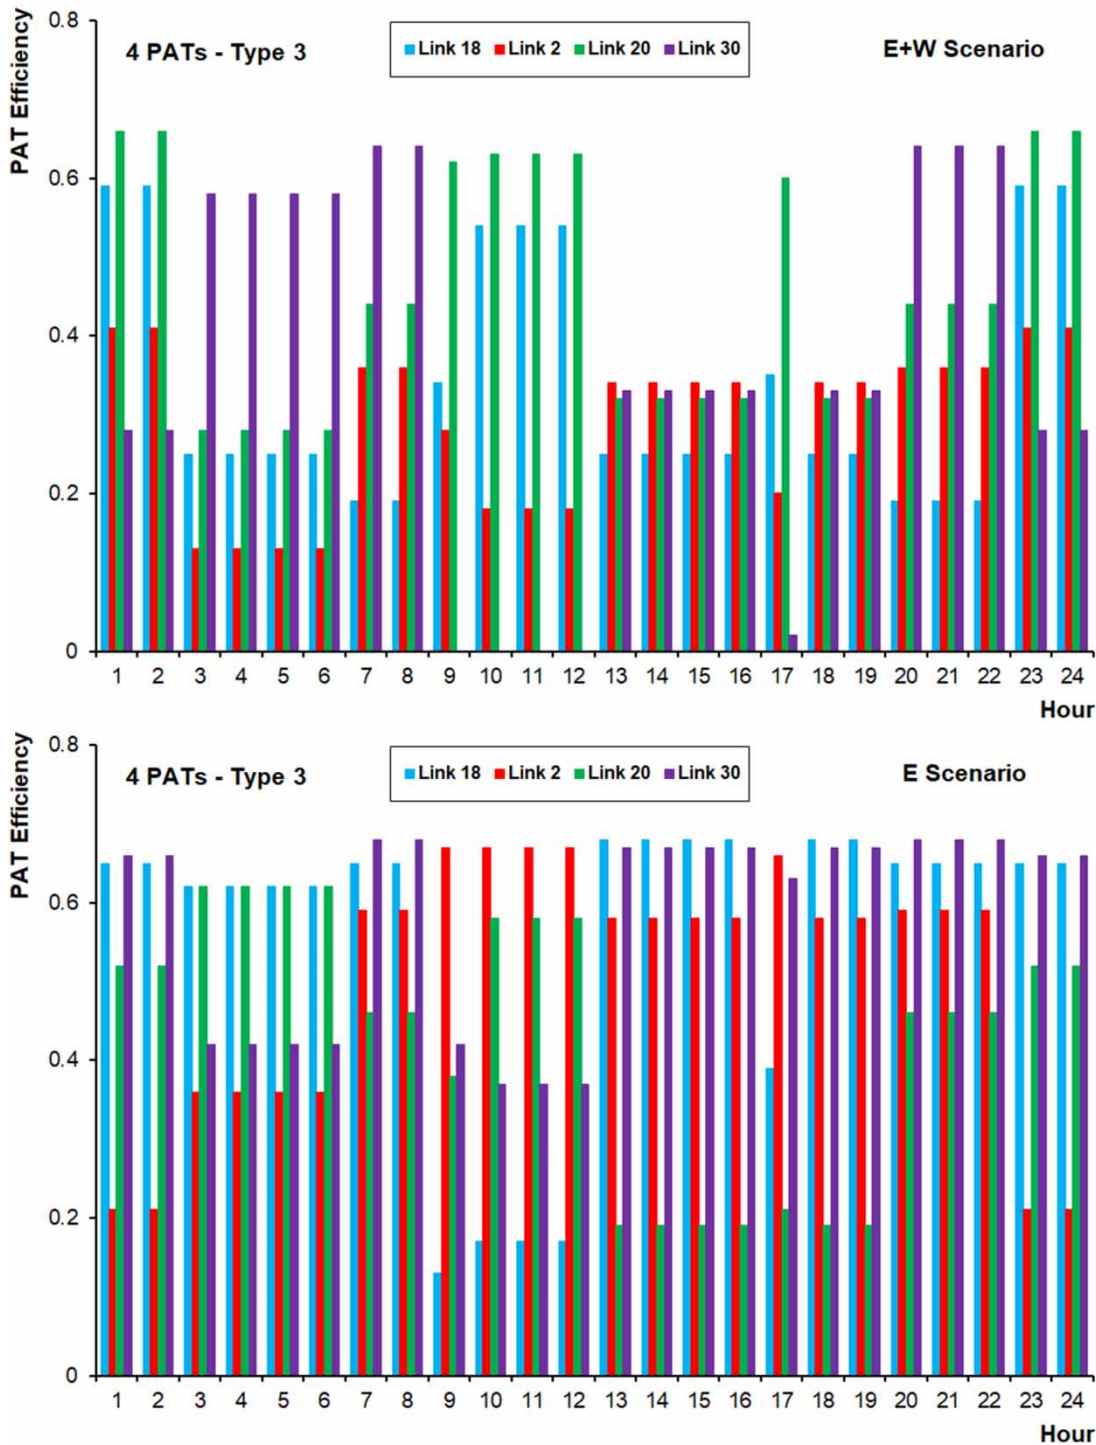 4 PATs - Type 3
Link 18 Link 2 Link 20 Link 30
E+W Scenario
PAT Efficiency
0.8
0.6
0.4
0.2
0
1 2 3 4 5 6 7 8 9 10 11 12 13 14 15 16 17 18 19 20 21 22 23 24
Hour
4 PATs - Type 3
Link 18 Link 2 Link 20 Link 30
E Scenario
PAT Efficiency
0.8
0.6
0.4
0.2
0
1 2 3 4 5 6 7 8 9 10 11 12 13 14 15 16 17 18 19 20 21 22 23 24
Hour